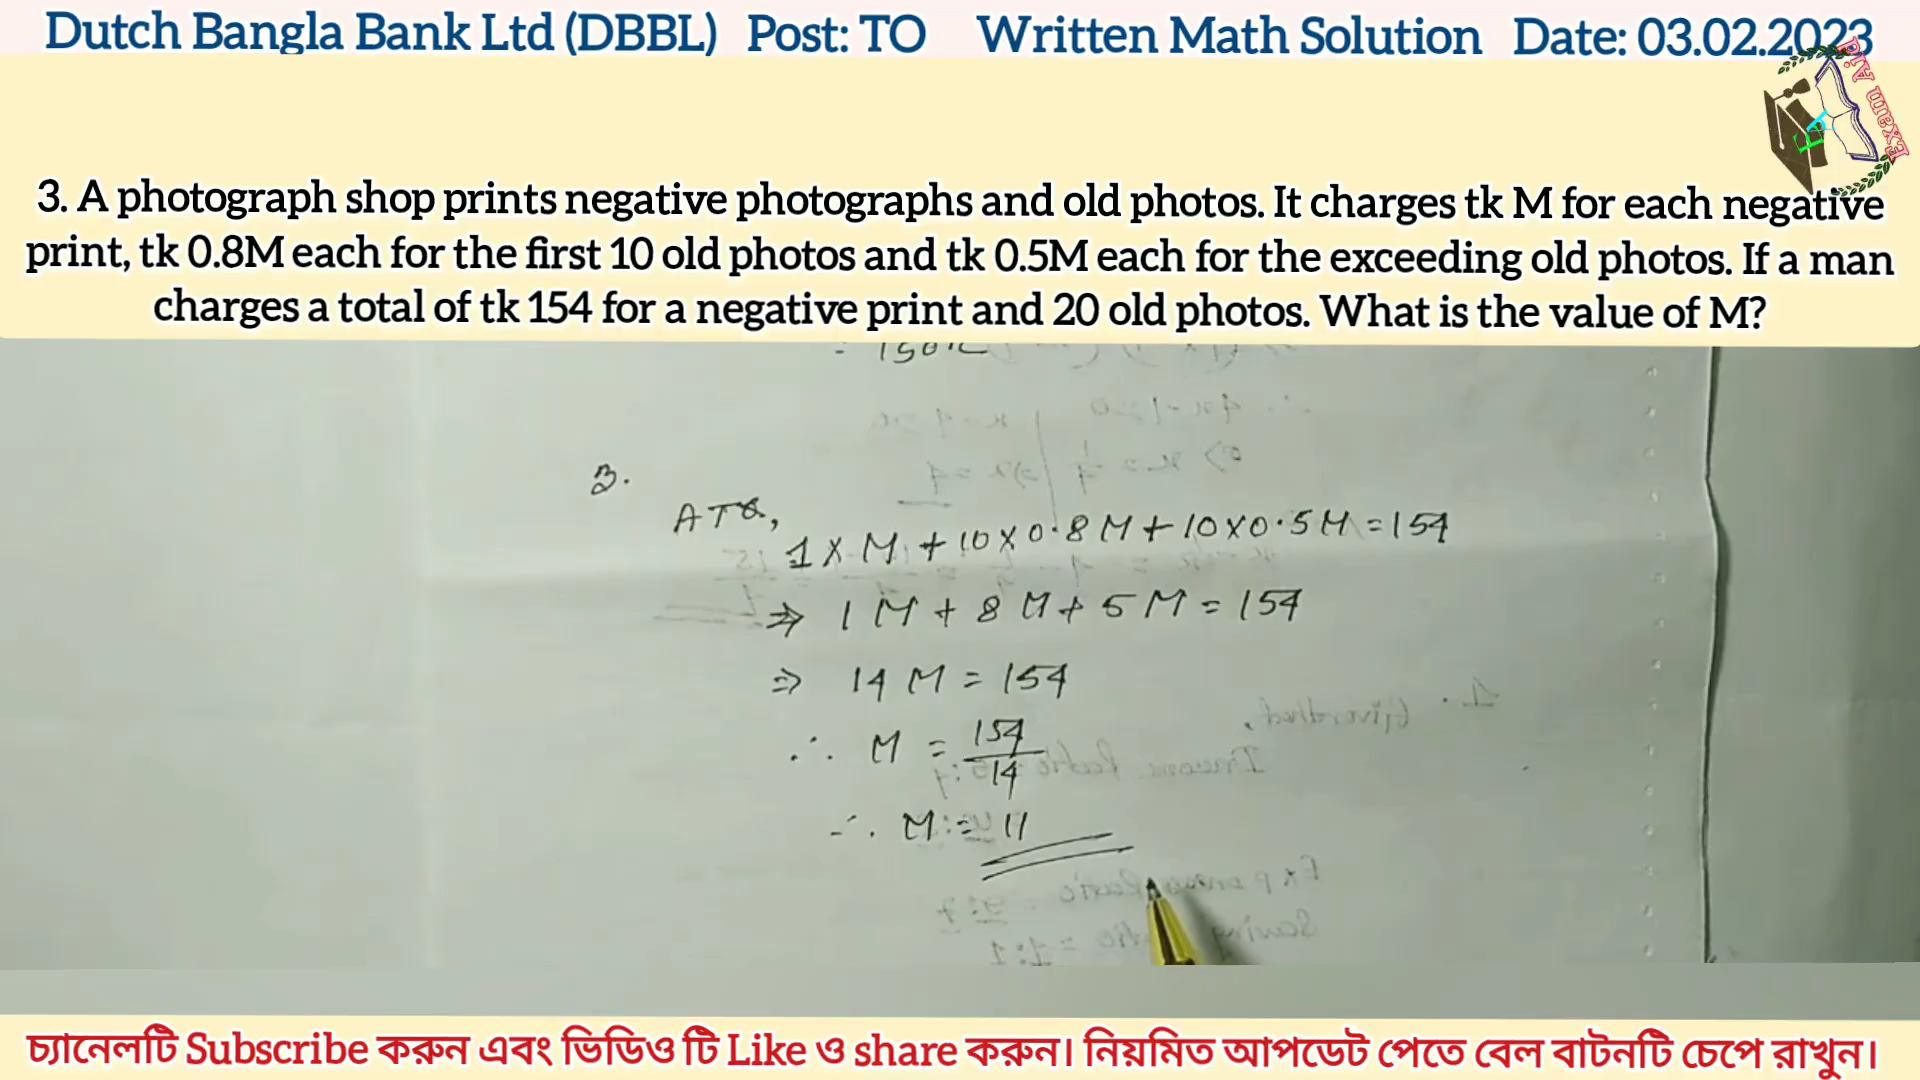 Dutch Bangla Bank Ltd (DBBL) Post: TO Written Math Solution Date: 03.02.2023
Exam Aid
3. A photograph shop prints negative photographs and old photos. It charges tk M for each negative
print, tk 0.8M each for the first 10 old photos and tk 0.5M each for the exceeding old photos. If a man
charges a total of tk 154 for a negative print and 20 old photos. What is the value of M?
3.
ATQ,
1 × M + 10 × 0.8 M + 10 × 0.5 M = 154
⇒ 1 M + 8 M + 5 M = 154
⇒ 14 M = 154
∴ M = 154/14
∴ M = 11
চ্যানেলটি Subscribe করুন এবং ভিডিও টি Like ও share করুন। নিয়মিত আপডেট পেতে বেল বাটনটি চেপে রাখুন।